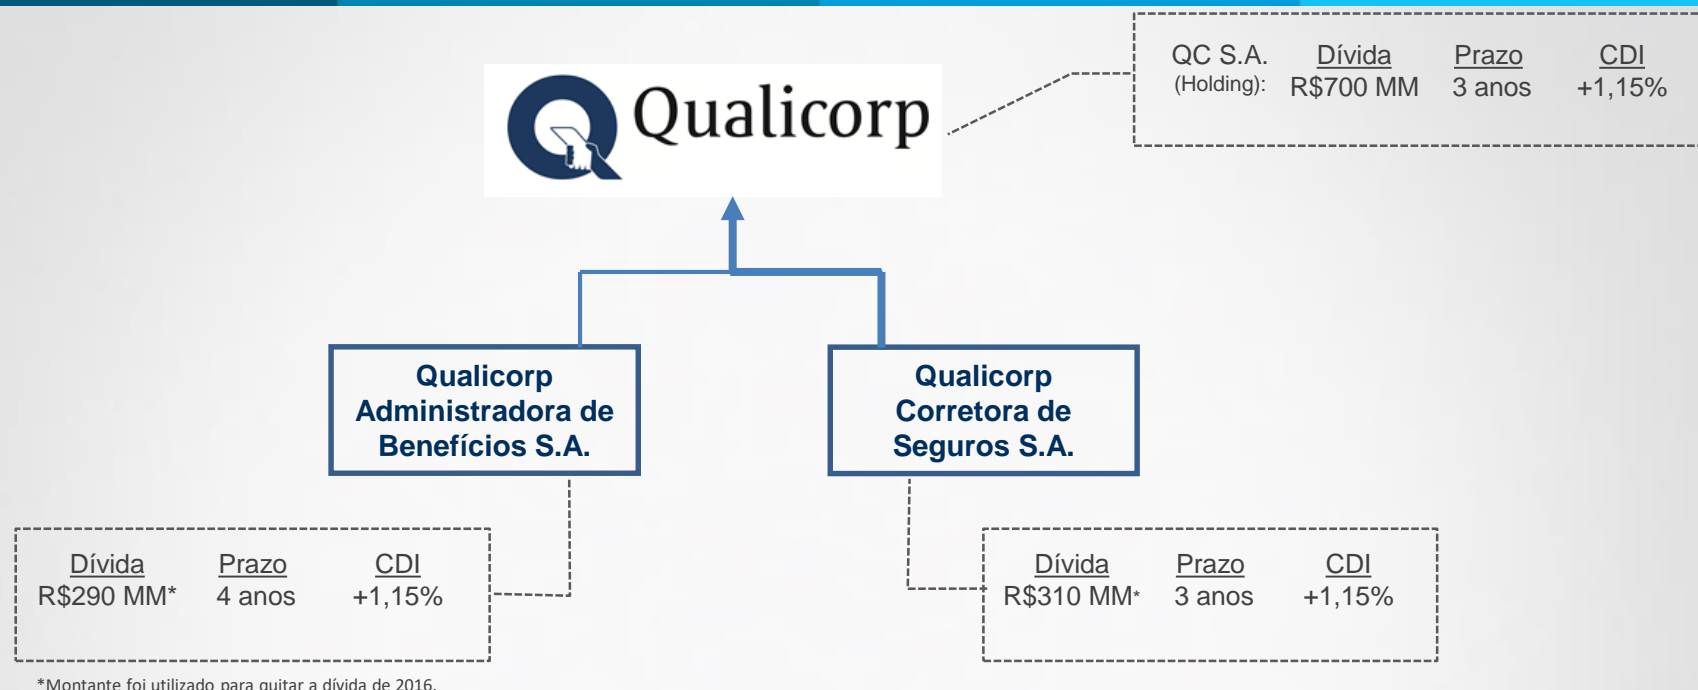 QC S.A. Dívida Prazo CDI
(Holding): R$700 MM 3 anos +1,15%
Qualicorp
Qualicorp
Administradora de
Benefícios S.A.
Qualicorp
Corretora de
Seguros S.A.
Dívida Prazo CDI
R$290 MM* 4 anos +1,15%
Dívida Prazo CDI
R$310 MM* 3 anos +1,15%
*Montante foi utilizado para quitar a dívida de 2016.